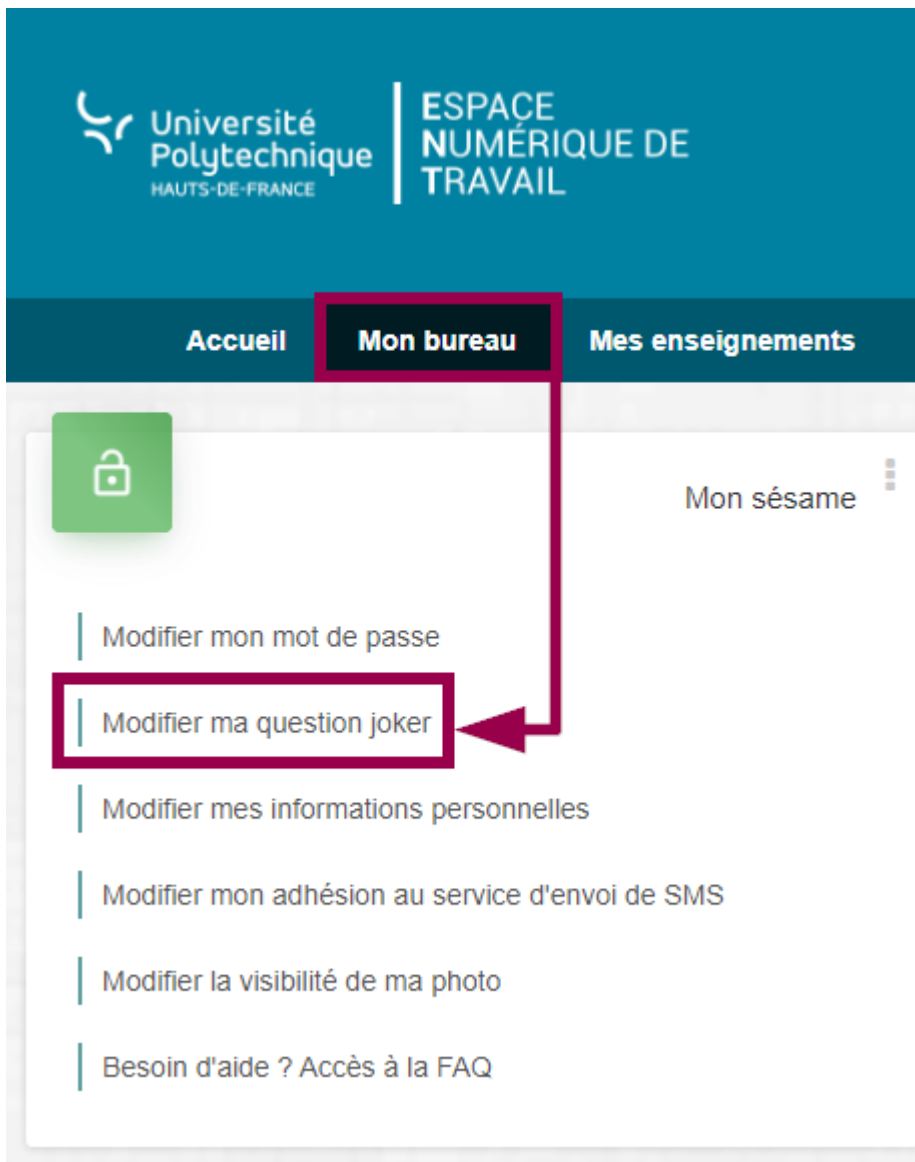 Université
Polytechnique
HAUTS-DE-FRANCE
ESPACE
NUMÉRIQUE DE
TRAVAIL
Accueil Mon bureau Mes enseignements
Mon sésame
Modifier mon mot de passe
Modifier ma question joker
Modifier mes informations personnelles
Modifier mon adhésion au service d'envoi de SMS
Modifier la visibilité de ma photo
Besoin d'aide ? Accès à la FAQ